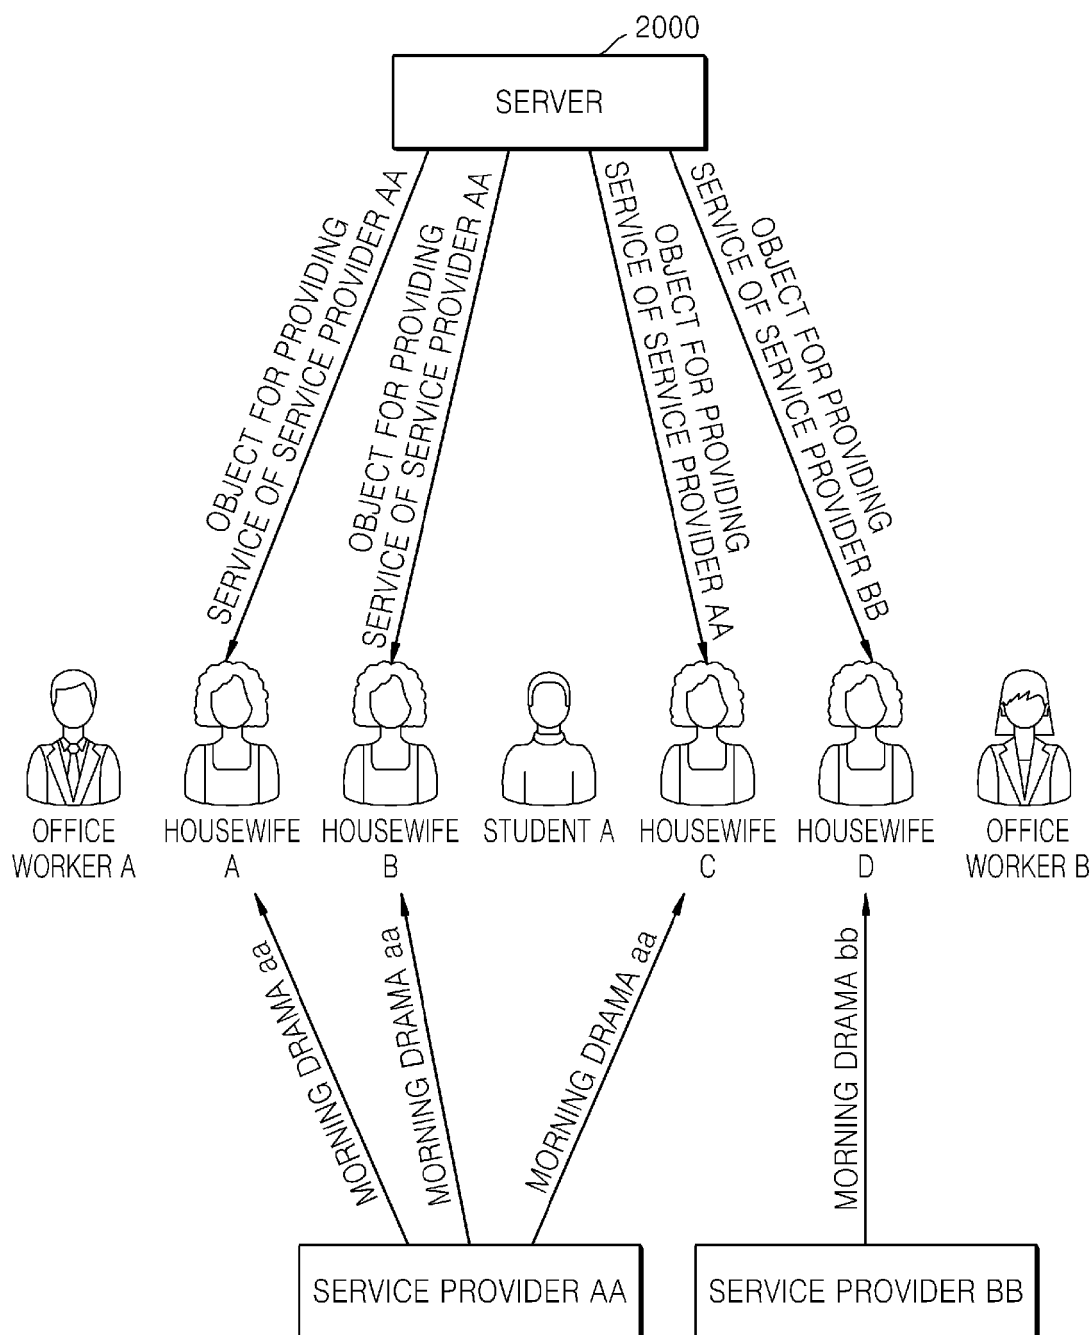 2000
SERVER
OBJECT FOR PROVIDING
SERVICE OF SERVICE PROVIDER AA
OBJECT FOR PROVIDING
SERVICE OF SERVICE PROVIDER AA
OBJECT FOR PROVIDING
SERVICE OF SERVICE PROVIDER AA
OBJECT FOR PROVIDING
SERVICE OF SERVICE PROVIDER BB
OFFICE
WORKER A
HOUSEWIFE
A
HOUSEWIFE
B
STUDENT A
HOUSEWIFE
C
HOUSEWIFE
D
OFFICE
WORKER B
MORNING DRAMA aa
MORNING DRAMA aa
MORNING DRAMA aa
MORNING DRAMA bb
SERVICE PROVIDER AA
SERVICE PROVIDER BB